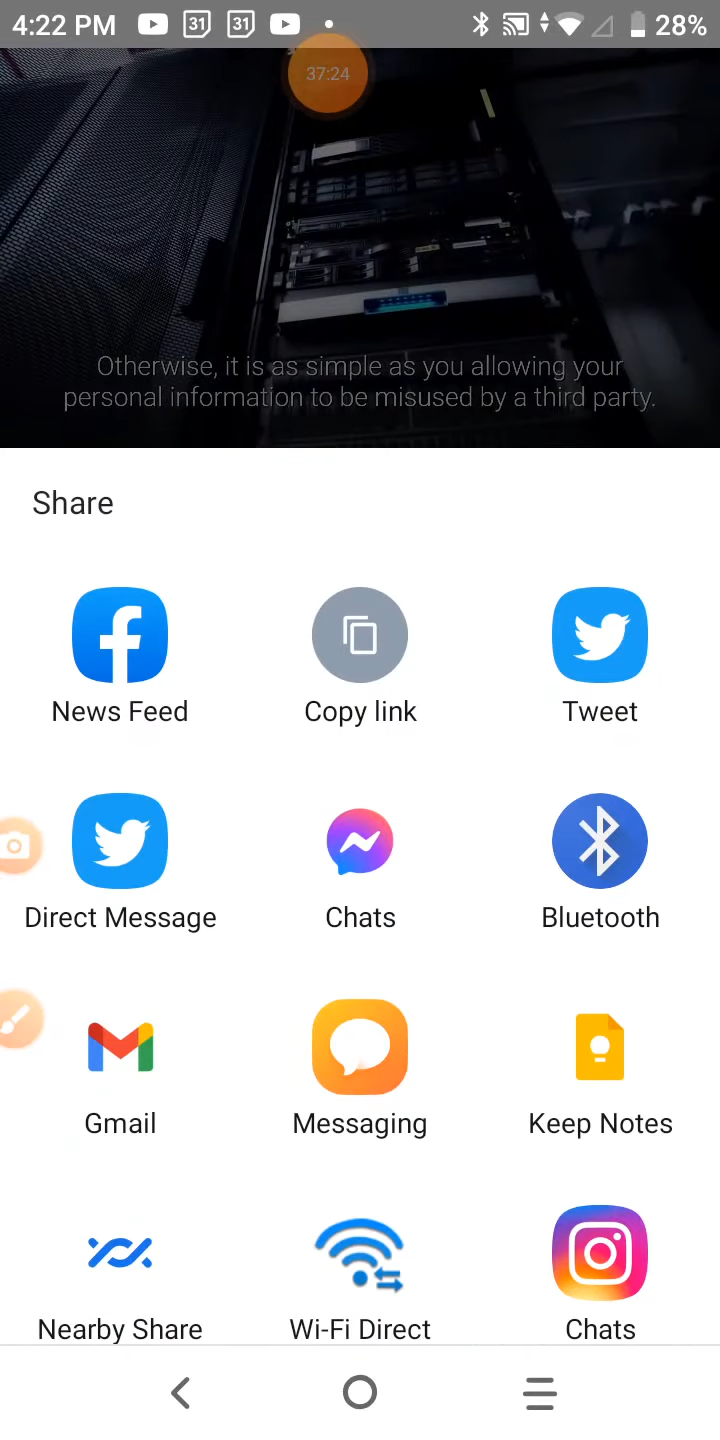 4:22 PM 31 31 28%
37:24
Otherwise, it is as simple as you allowing your
personal information to be misused by a third party.
Share
News Feed Copy link Tweet
Direct Message Chats Bluetooth
Gmail Messaging Keep Notes
Nearby Share Wi-Fi Direct Chats